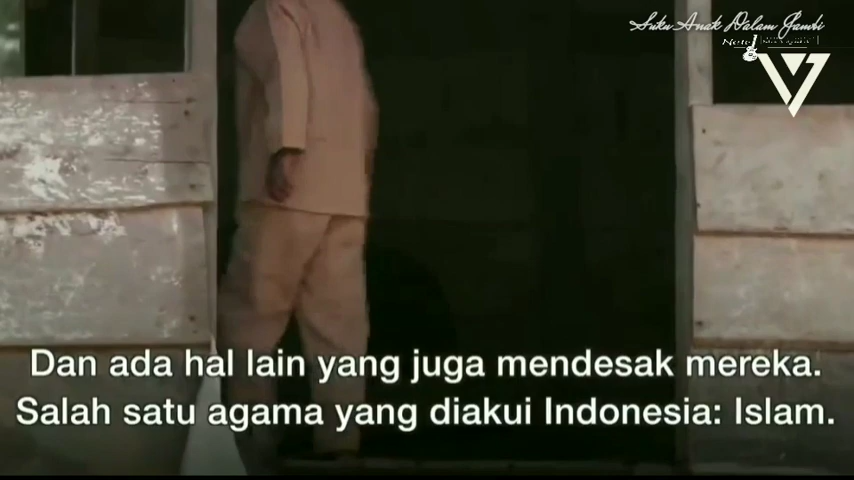 Suku Anak Dalam Jambi
Dan ada hal lain yang juga mendesak mereka.
Salah satu agama yang diakui Indonesia: Islam.